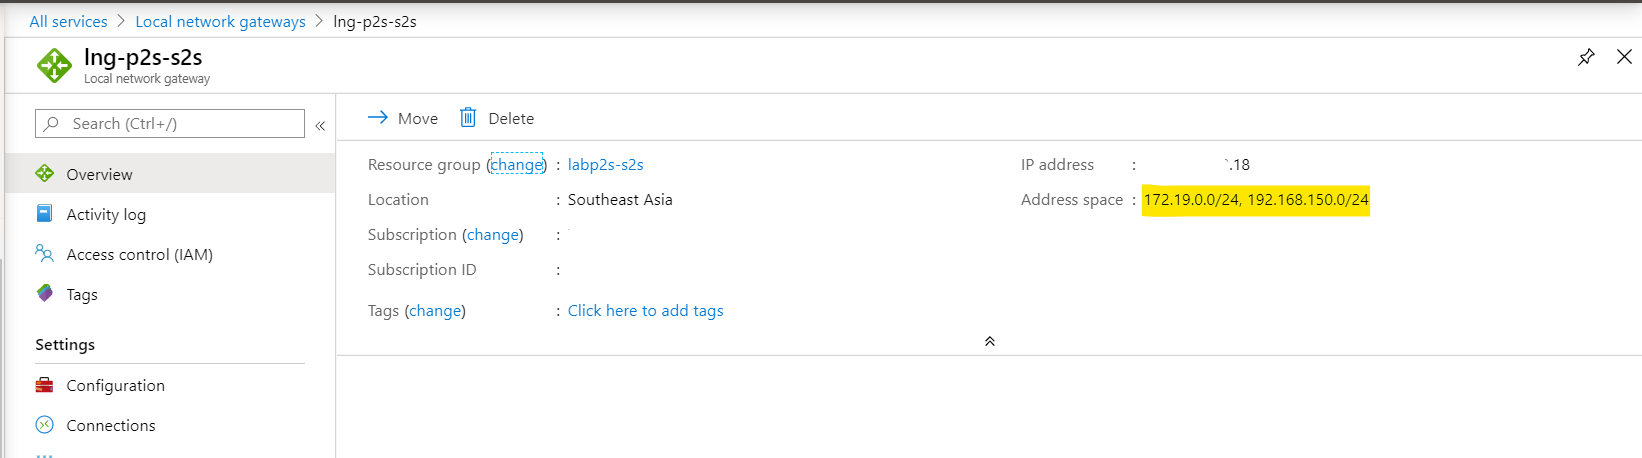 All services > Local network gateways > lng-p2s-s2s
lng-p2s-s2s
Local network gateway
Search (Ctrl+/)
«
Overview
Activity log
Access control (IAM)
Tags
Settings
Configuration
Connections
Move
Delete
Resource group (change) : labp2s-s2s
Location : Southeast Asia
Subscription (change) :
Subscription ID :
Tags (change) : Click here to add tags
IP address : .18
Address space : 172.19.0.0/24, 192.168.150.0/24